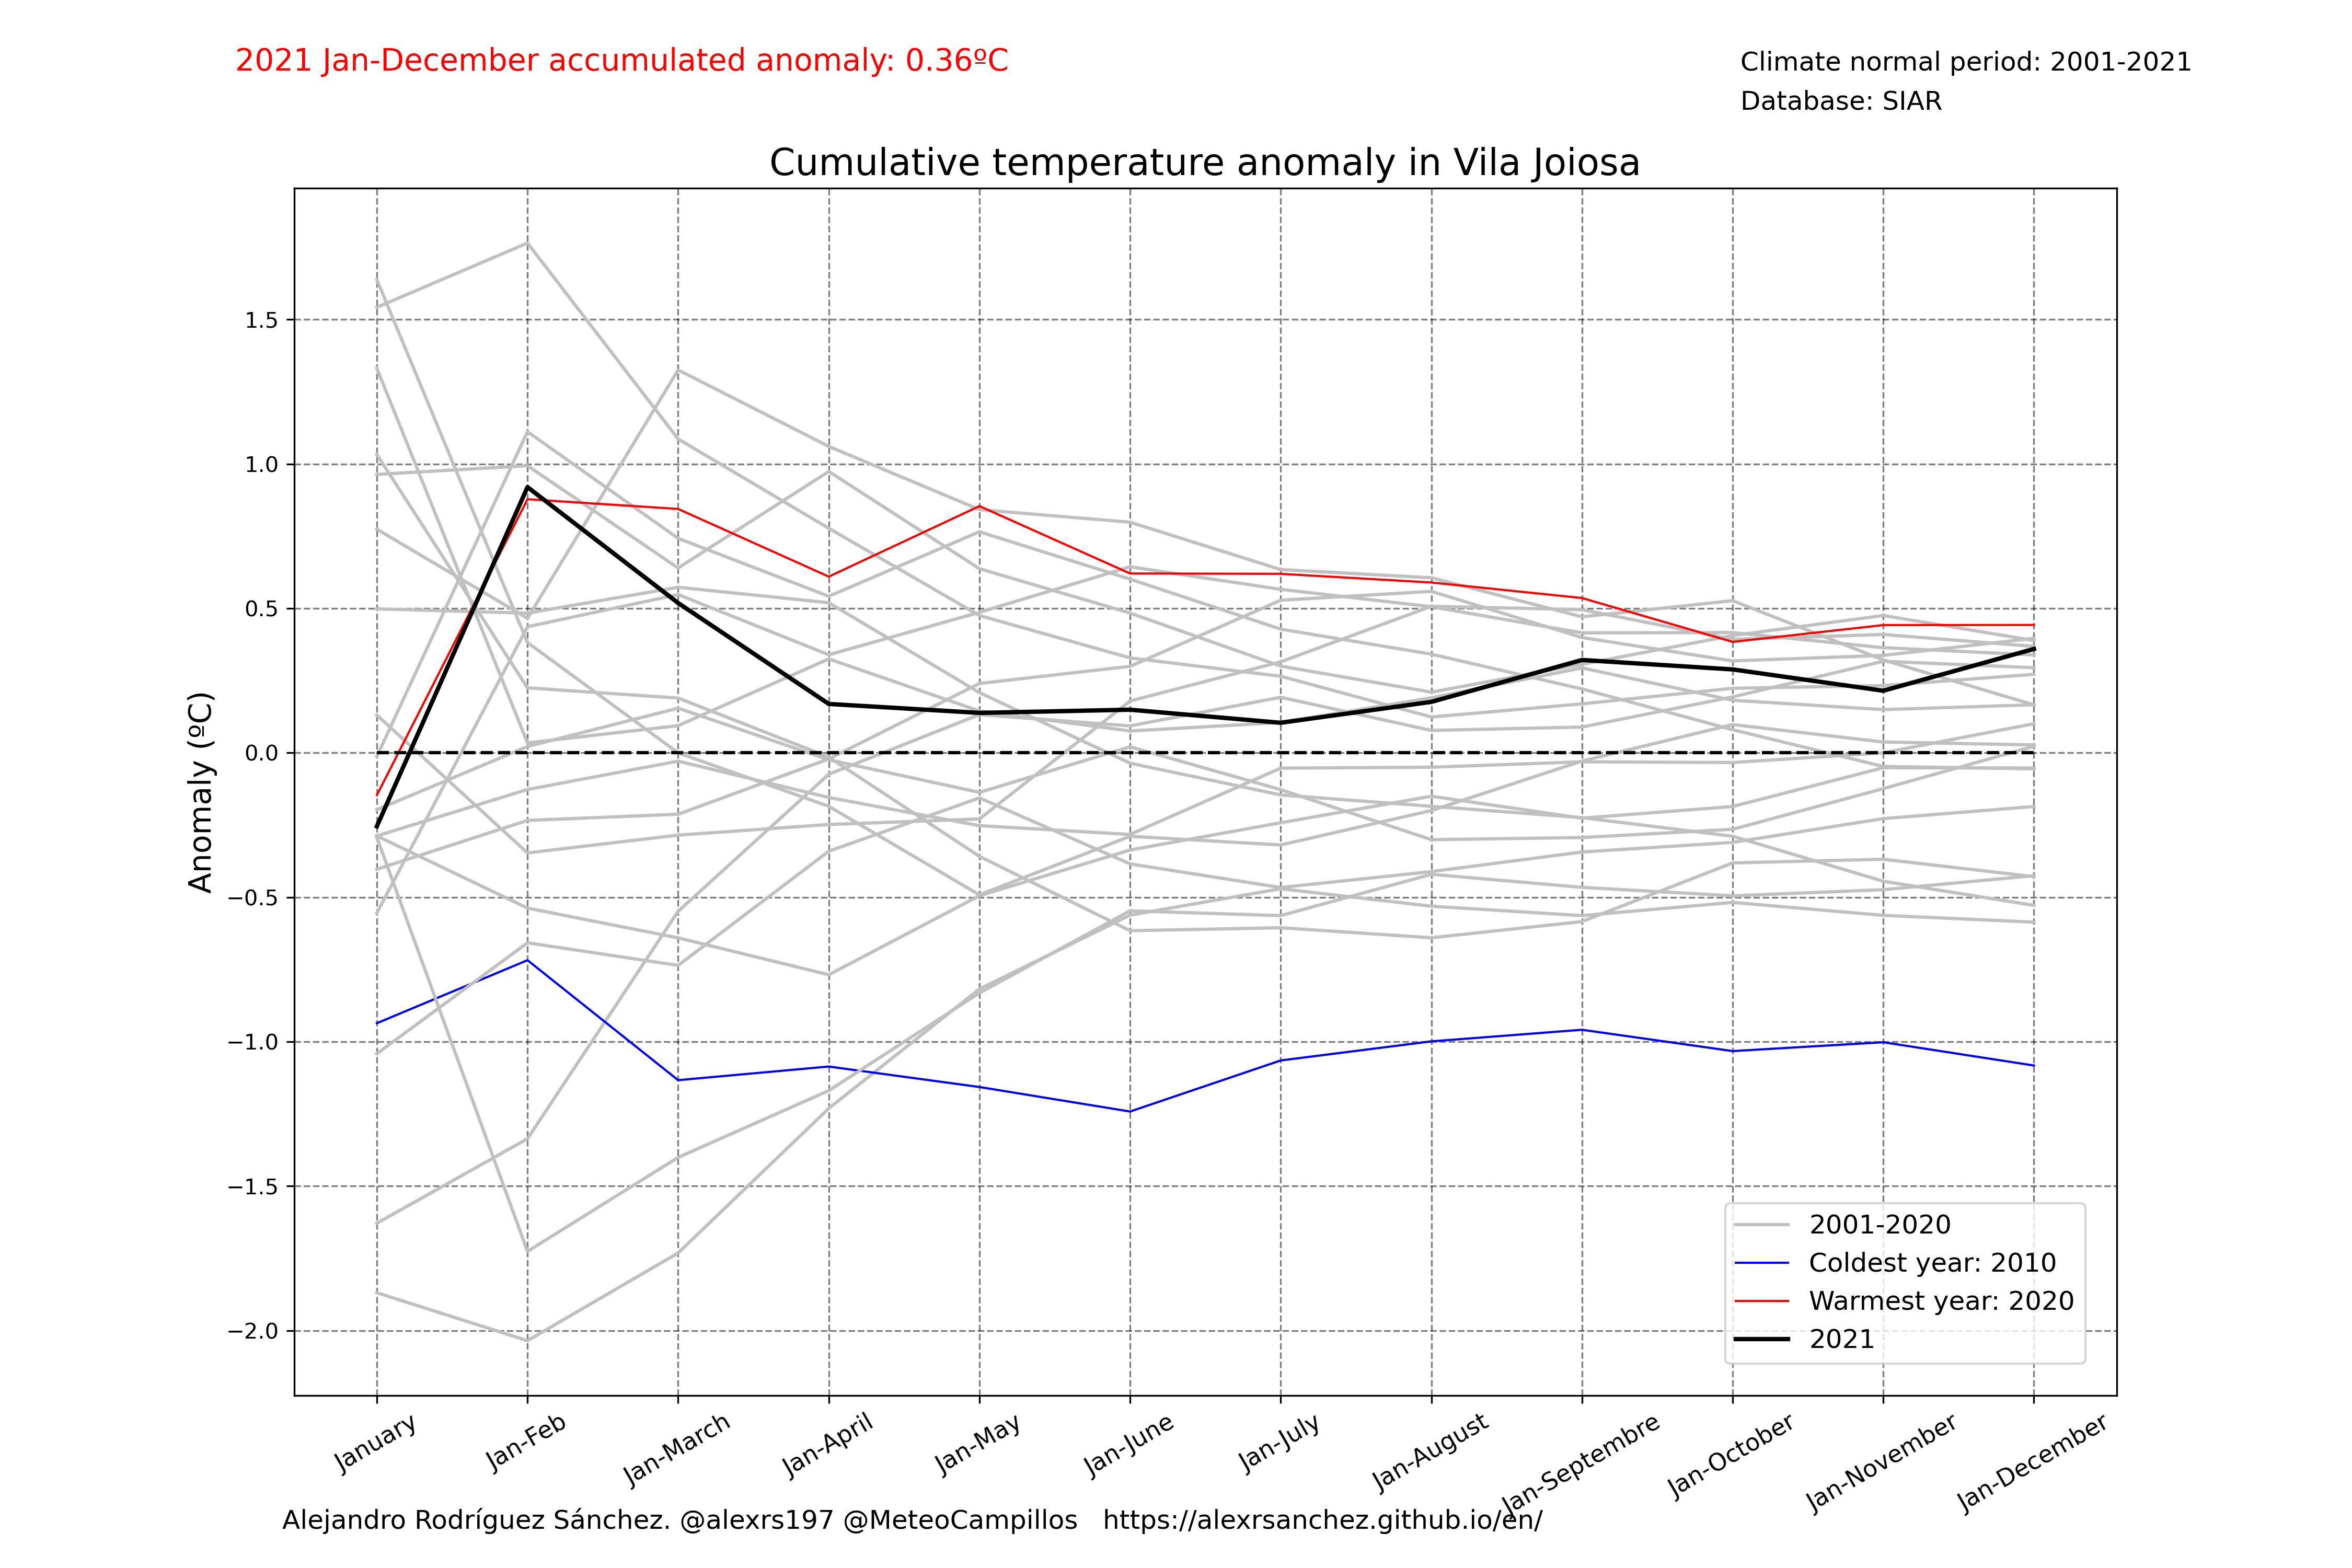 2021 Jan-December accumulated anomaly: 0.36ºC
Climate normal period: 2001-2021
Database: SIAR
Cumulative temperature anomaly in Vila Joiosa
Anomaly (ºC)
1.5
1.0
0.5
0.0
−0.5
−1.0
−1.5
−2.0
2001-2020
Coldest year: 2010
Warmest year: 2020
2021
January
Jan-Feb
Jan-March
Jan-April
Jan-May
Jan-June
Jan-July
Jan-August
Jan-Septembre
Jan-October
Jan-November
Jan-December
Alejandro Rodríguez Sánchez. @alexrs197 @MeteoCampillos https://alexrsanchez.github.io/en/